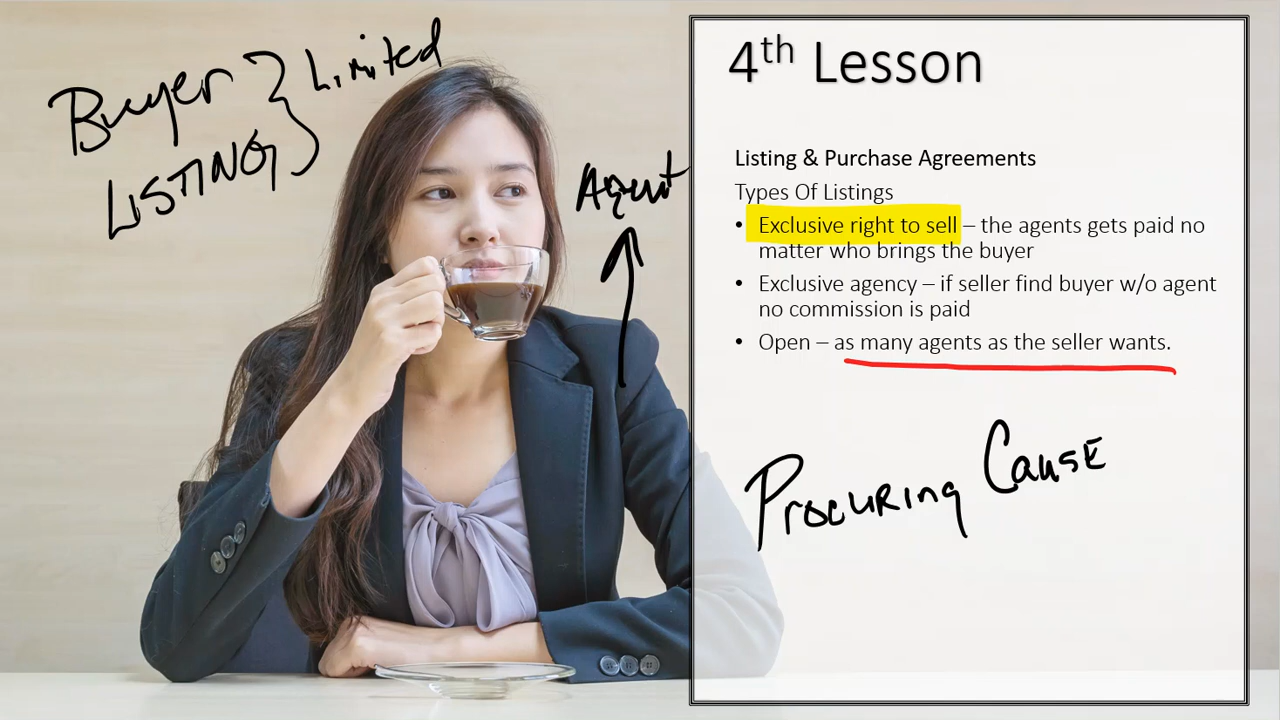 Buyer } Limited
LISTING
Agent
4th Lesson
Listing & Purchase Agreements
Types Of Listings
• Exclusive right to sell – the agents gets paid no
matter who brings the buyer
• Exclusive agency – if seller find buyer w/o agent
no commission is paid
• Open – as many agents as the seller wants.
Procuring Cause